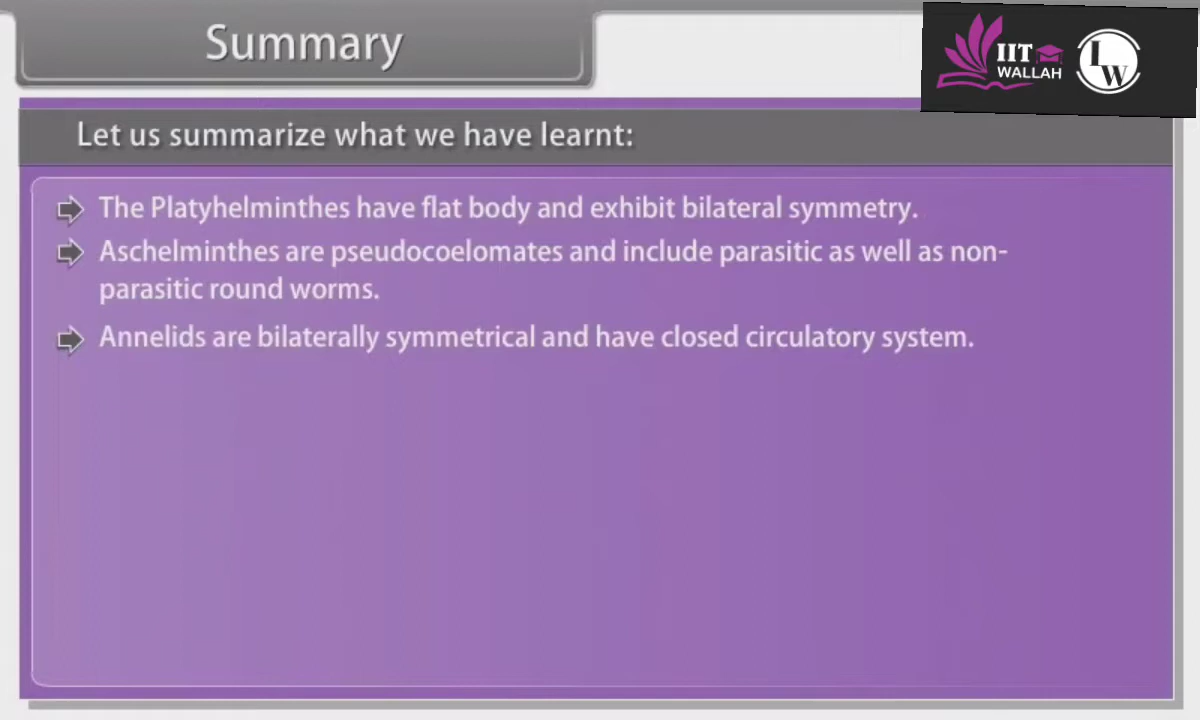 Summary
IIT
WALLAH
LW
Let us summarize what we have learnt:
The Platyhelminthes have flat body and exhibit bilateral symmetry.
Aschelminthes are pseudocoelomates and include parasitic as well as non-
parasitic round worms.
Annelids are bilaterally symmetrical and have closed circulatory system.